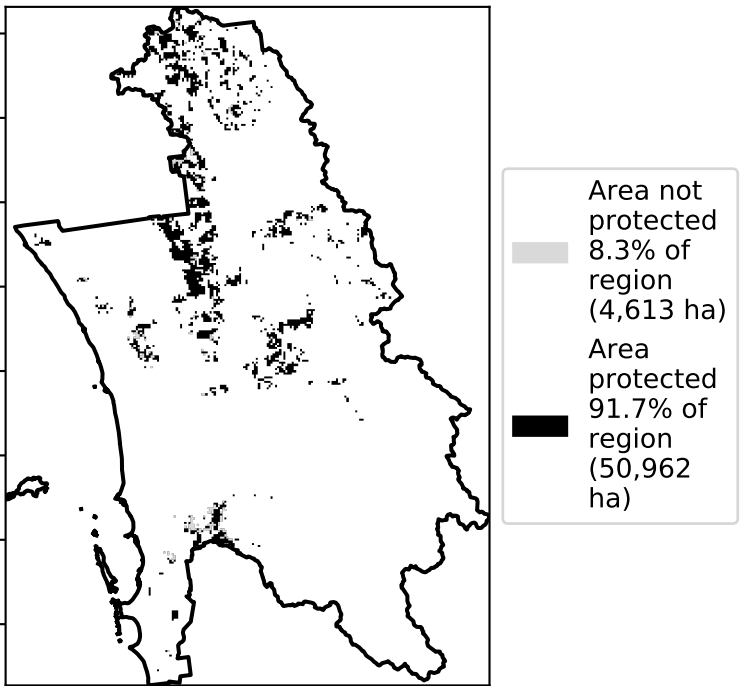 Area not
protected
8.3% of
region
(4,613 ha)
Area
protected
91.7% of
region
(50,962
ha)